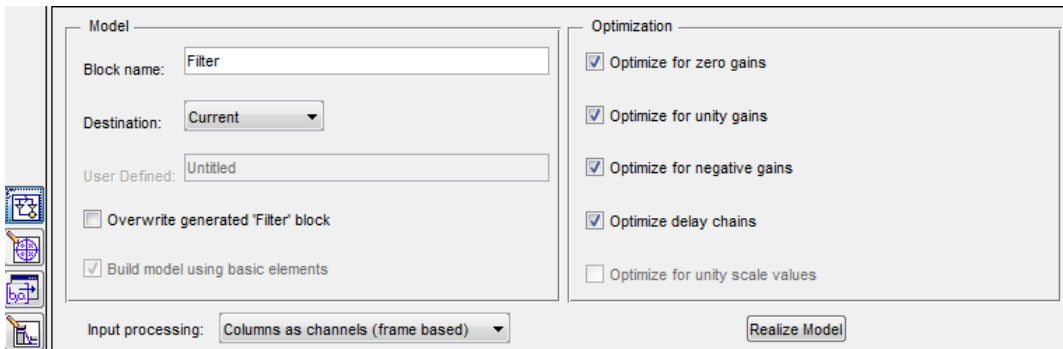 Model
Block name: Filter
Destination: Current
User Defined: Untitled
Overwrite generated 'Filter' block
Build model using basic elements
Optimization
Optimize for zero gains
Optimize for unity gains
Optimize for negative gains
Optimize delay chains
Optimize for unity scale values
Input processing: Columns as channels (frame based)
Realize Model